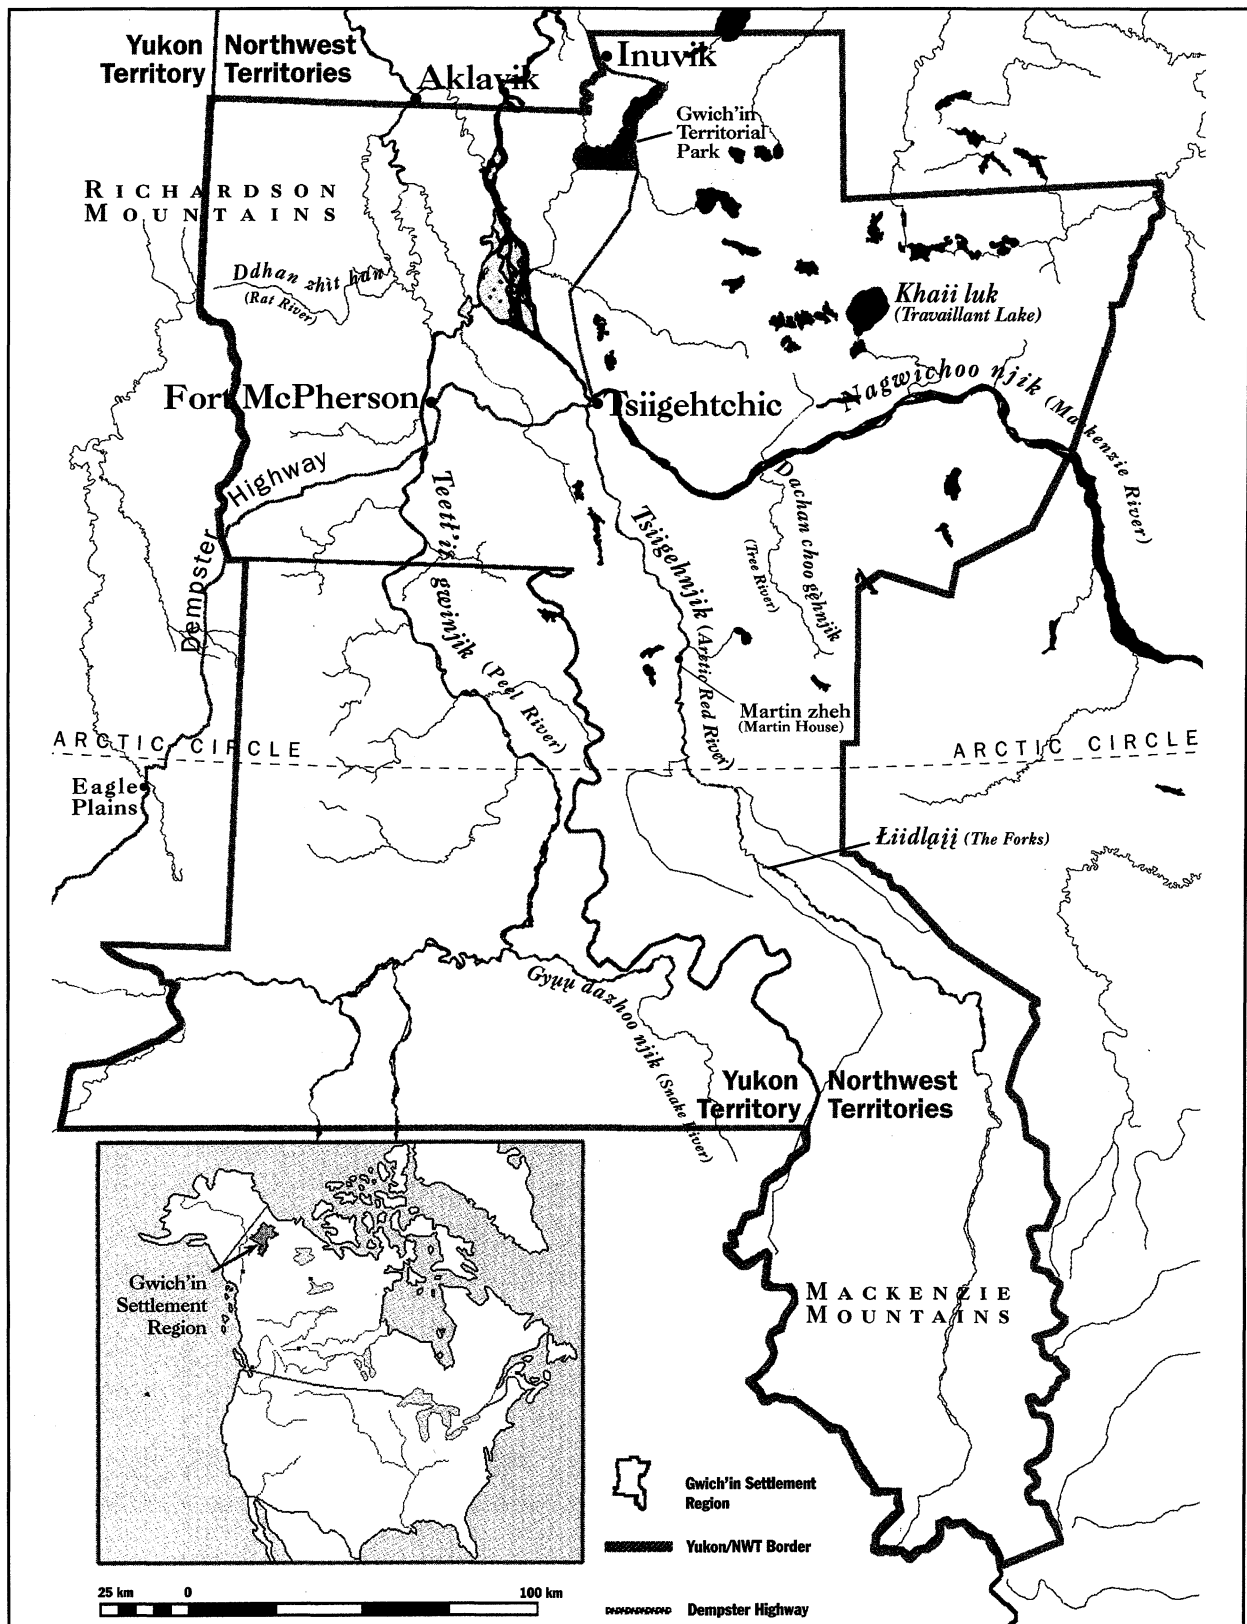 Yukon
Territory
Northwest
Territories
Inuvik
Aklavik
Gwich'in
Territorial
Park
RICHARDSON
MOUNTAINS
Ddhan zhìt hàn
(Rat River)
Khaii luk
(Travaillant Lake)
Fort McPherson
Tsiigehtchic
Nagwichoo njik (Mackenzie River)
Dempster Highway
Teetł'it gwinjik (Peel River)
Tsiigehnjik (Arctic Red River)
Dachan choo gèhnjik
(Tree River)
Martin zheh
(Martin House)
ARCTIC CIRCLE
ARCTIC CIRCLE
Eagle
Plains
Łiidląįį (The Forks)
Gyųų dazhoo njik (Snake River)
Yukon
Territory
Northwest
Territories
Gwich'in
Settlement
Region
MACKENZIE
MOUNTAINS
Gwich'in Settlement
Region
Yukon/NWT Border
Dempster Highway
25 km 0 100 km